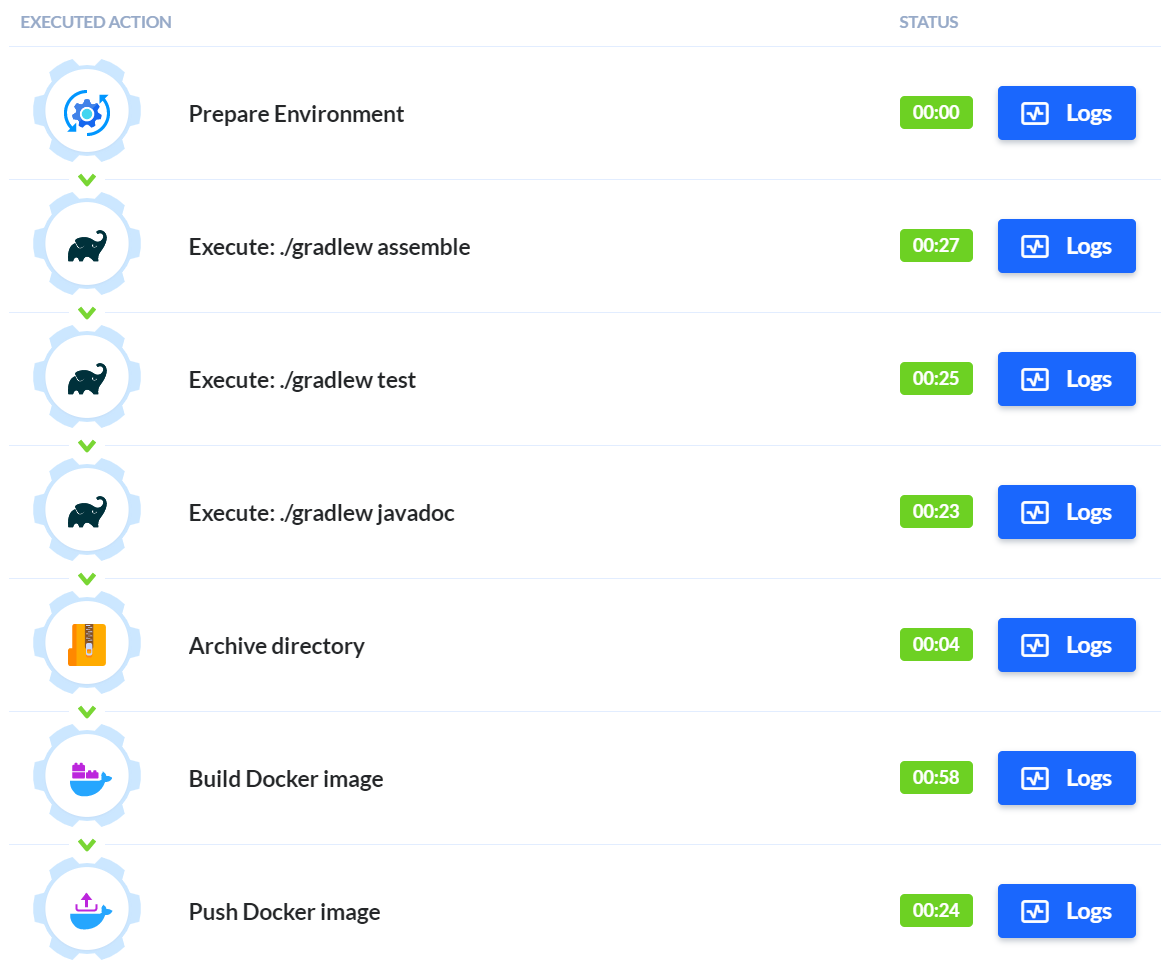 EXECUTED ACTION STATUS
Prepare Environment 00:00 Logs
Execute: ./gradlew assemble 00:27 Logs
Execute: ./gradlew test 00:25 Logs
Execute: ./gradlew javadoc 00:23 Logs
Archive directory 00:04 Logs
Build Docker image 00:58 Logs
Push Docker image 00:24 Logs